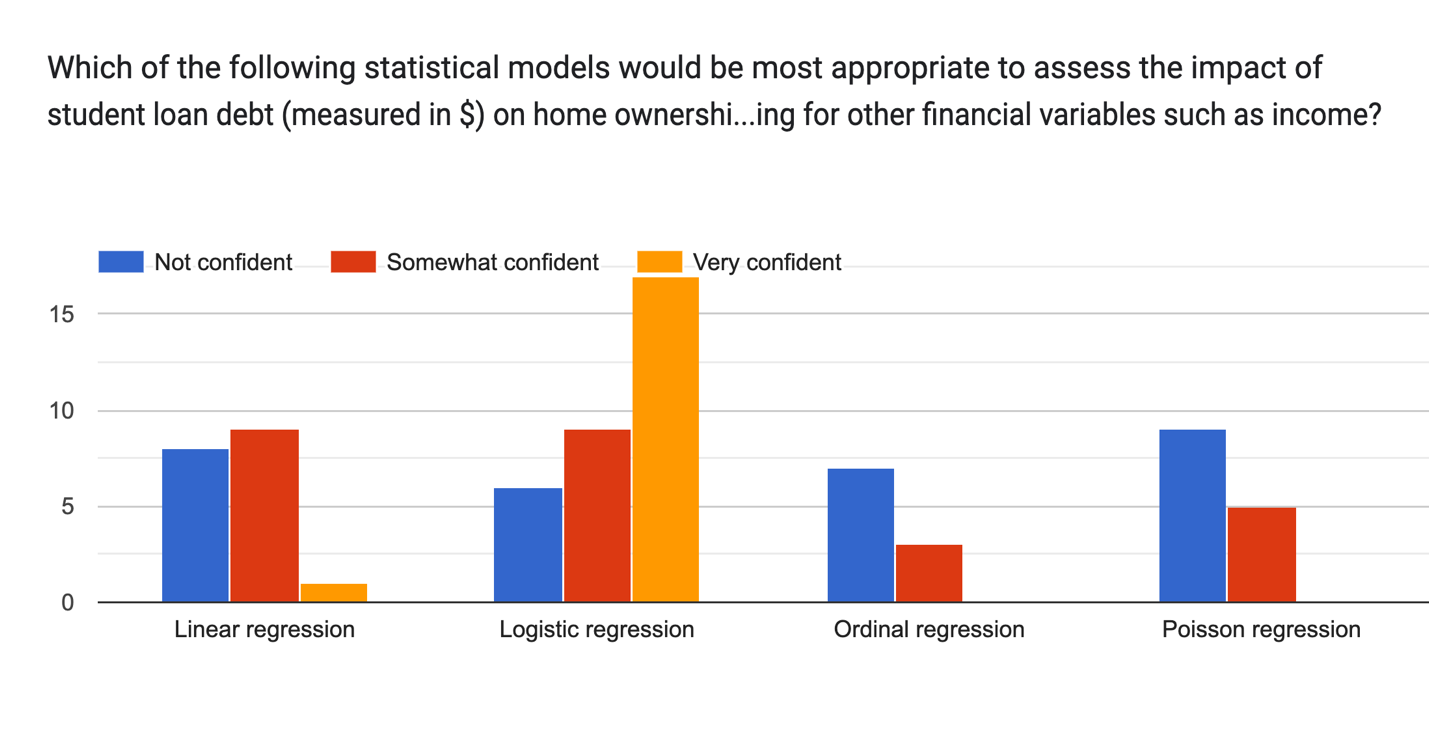 Which of the following statistical models would be most appropriate to assess the impact of
student loan debt (measured in $) on home ownershi...ing for other financial variables such as income?
Not confident Somewhat confident Very confident
15
10
5
0
Linear regression Logistic regression Ordinal regression Poisson regression